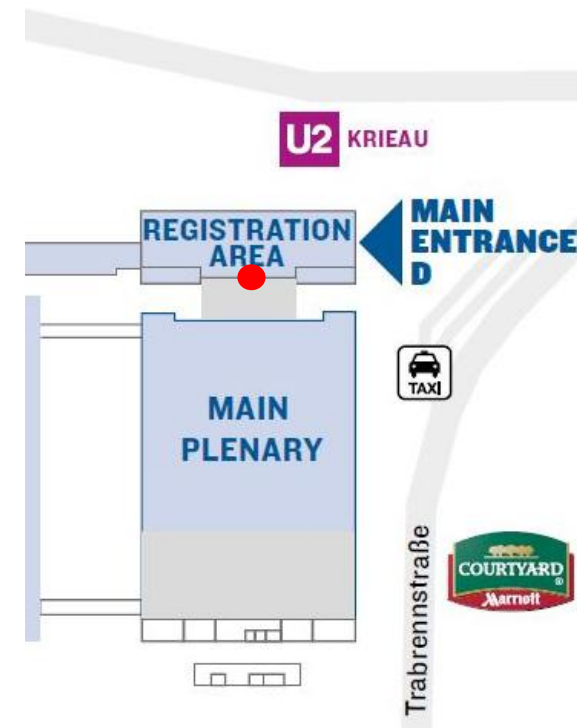 U2 KRIEAU
REGISTRATION
AREA
MAIN
ENTRANCE
D
TAXI
MAIN
PLENARY
COURTYARD
®
Marriott
Trabrennstraße